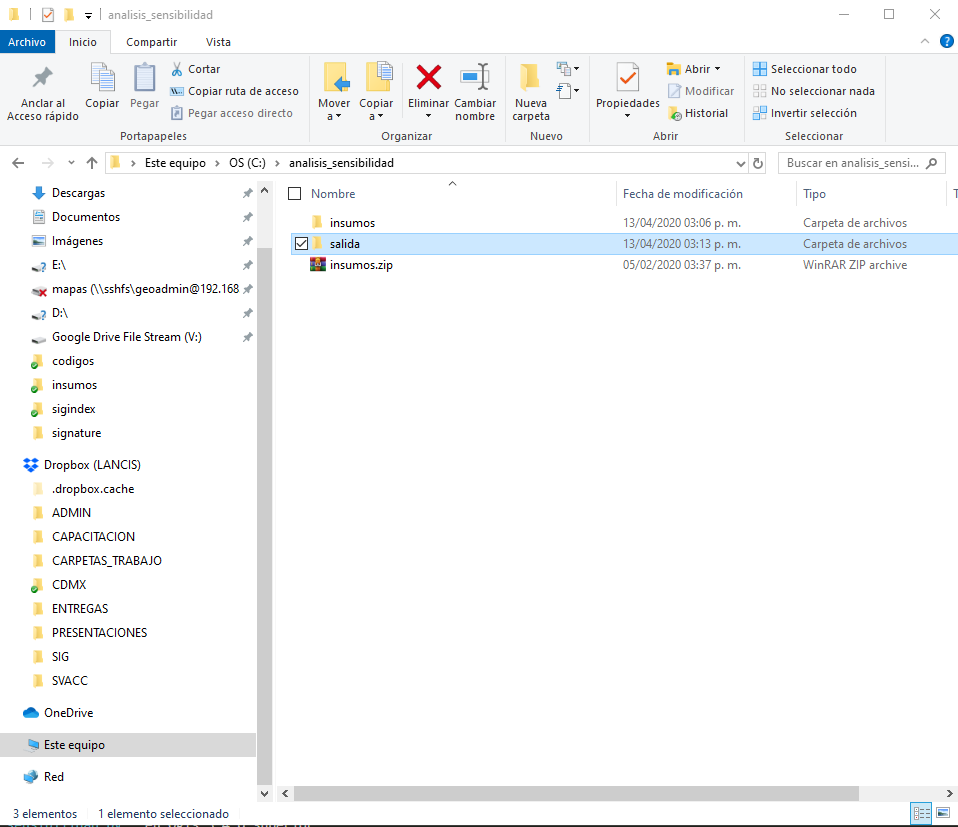 analisis_sensibilidad
Archivo Inicio Compartir Vista
Anclar al Acceso rápido
Copiar
Pegar
Cortar
Copiar ruta de acceso
Pegar acceso directo
Portapapeles
Mover a
Copiar a
Eliminar
Cambiar nombre
Organizar
Nueva carpeta
Nuevo
Propiedades
Abrir
Modificar
Historial
Abrir
Seleccionar todo
No seleccionar nada
Invertir selección
Seleccionar
Este equipo > OS (C:) > analisis_sensibilidad
Buscar en analisis_sensi...
Descargas
Documentos
Imágenes
E:\
mapas (\\sshfs\geoadmin@192.168
D:\
Google Drive File Stream (V:)
codigos
insumos
sigindex
signature
Dropbox (LANCIS)
.dropbox.cache
ADMIN
CAPACITACION
CARPETAS_TRABAJO
CDMX
ENTREGAS
PRESENTACIONES
SIG
SVACC
OneDrive
Este equipo
Red
Nombre Fecha de modificación Tipo T
insumos 13/04/2020 03:06 p. m. Carpeta de archivos
salida 13/04/2020 03:13 p. m. Carpeta de archivos
insumos.zip 05/02/2020 03:37 p. m. WinRAR ZIP archive
3 elementos 1 elemento seleccionado